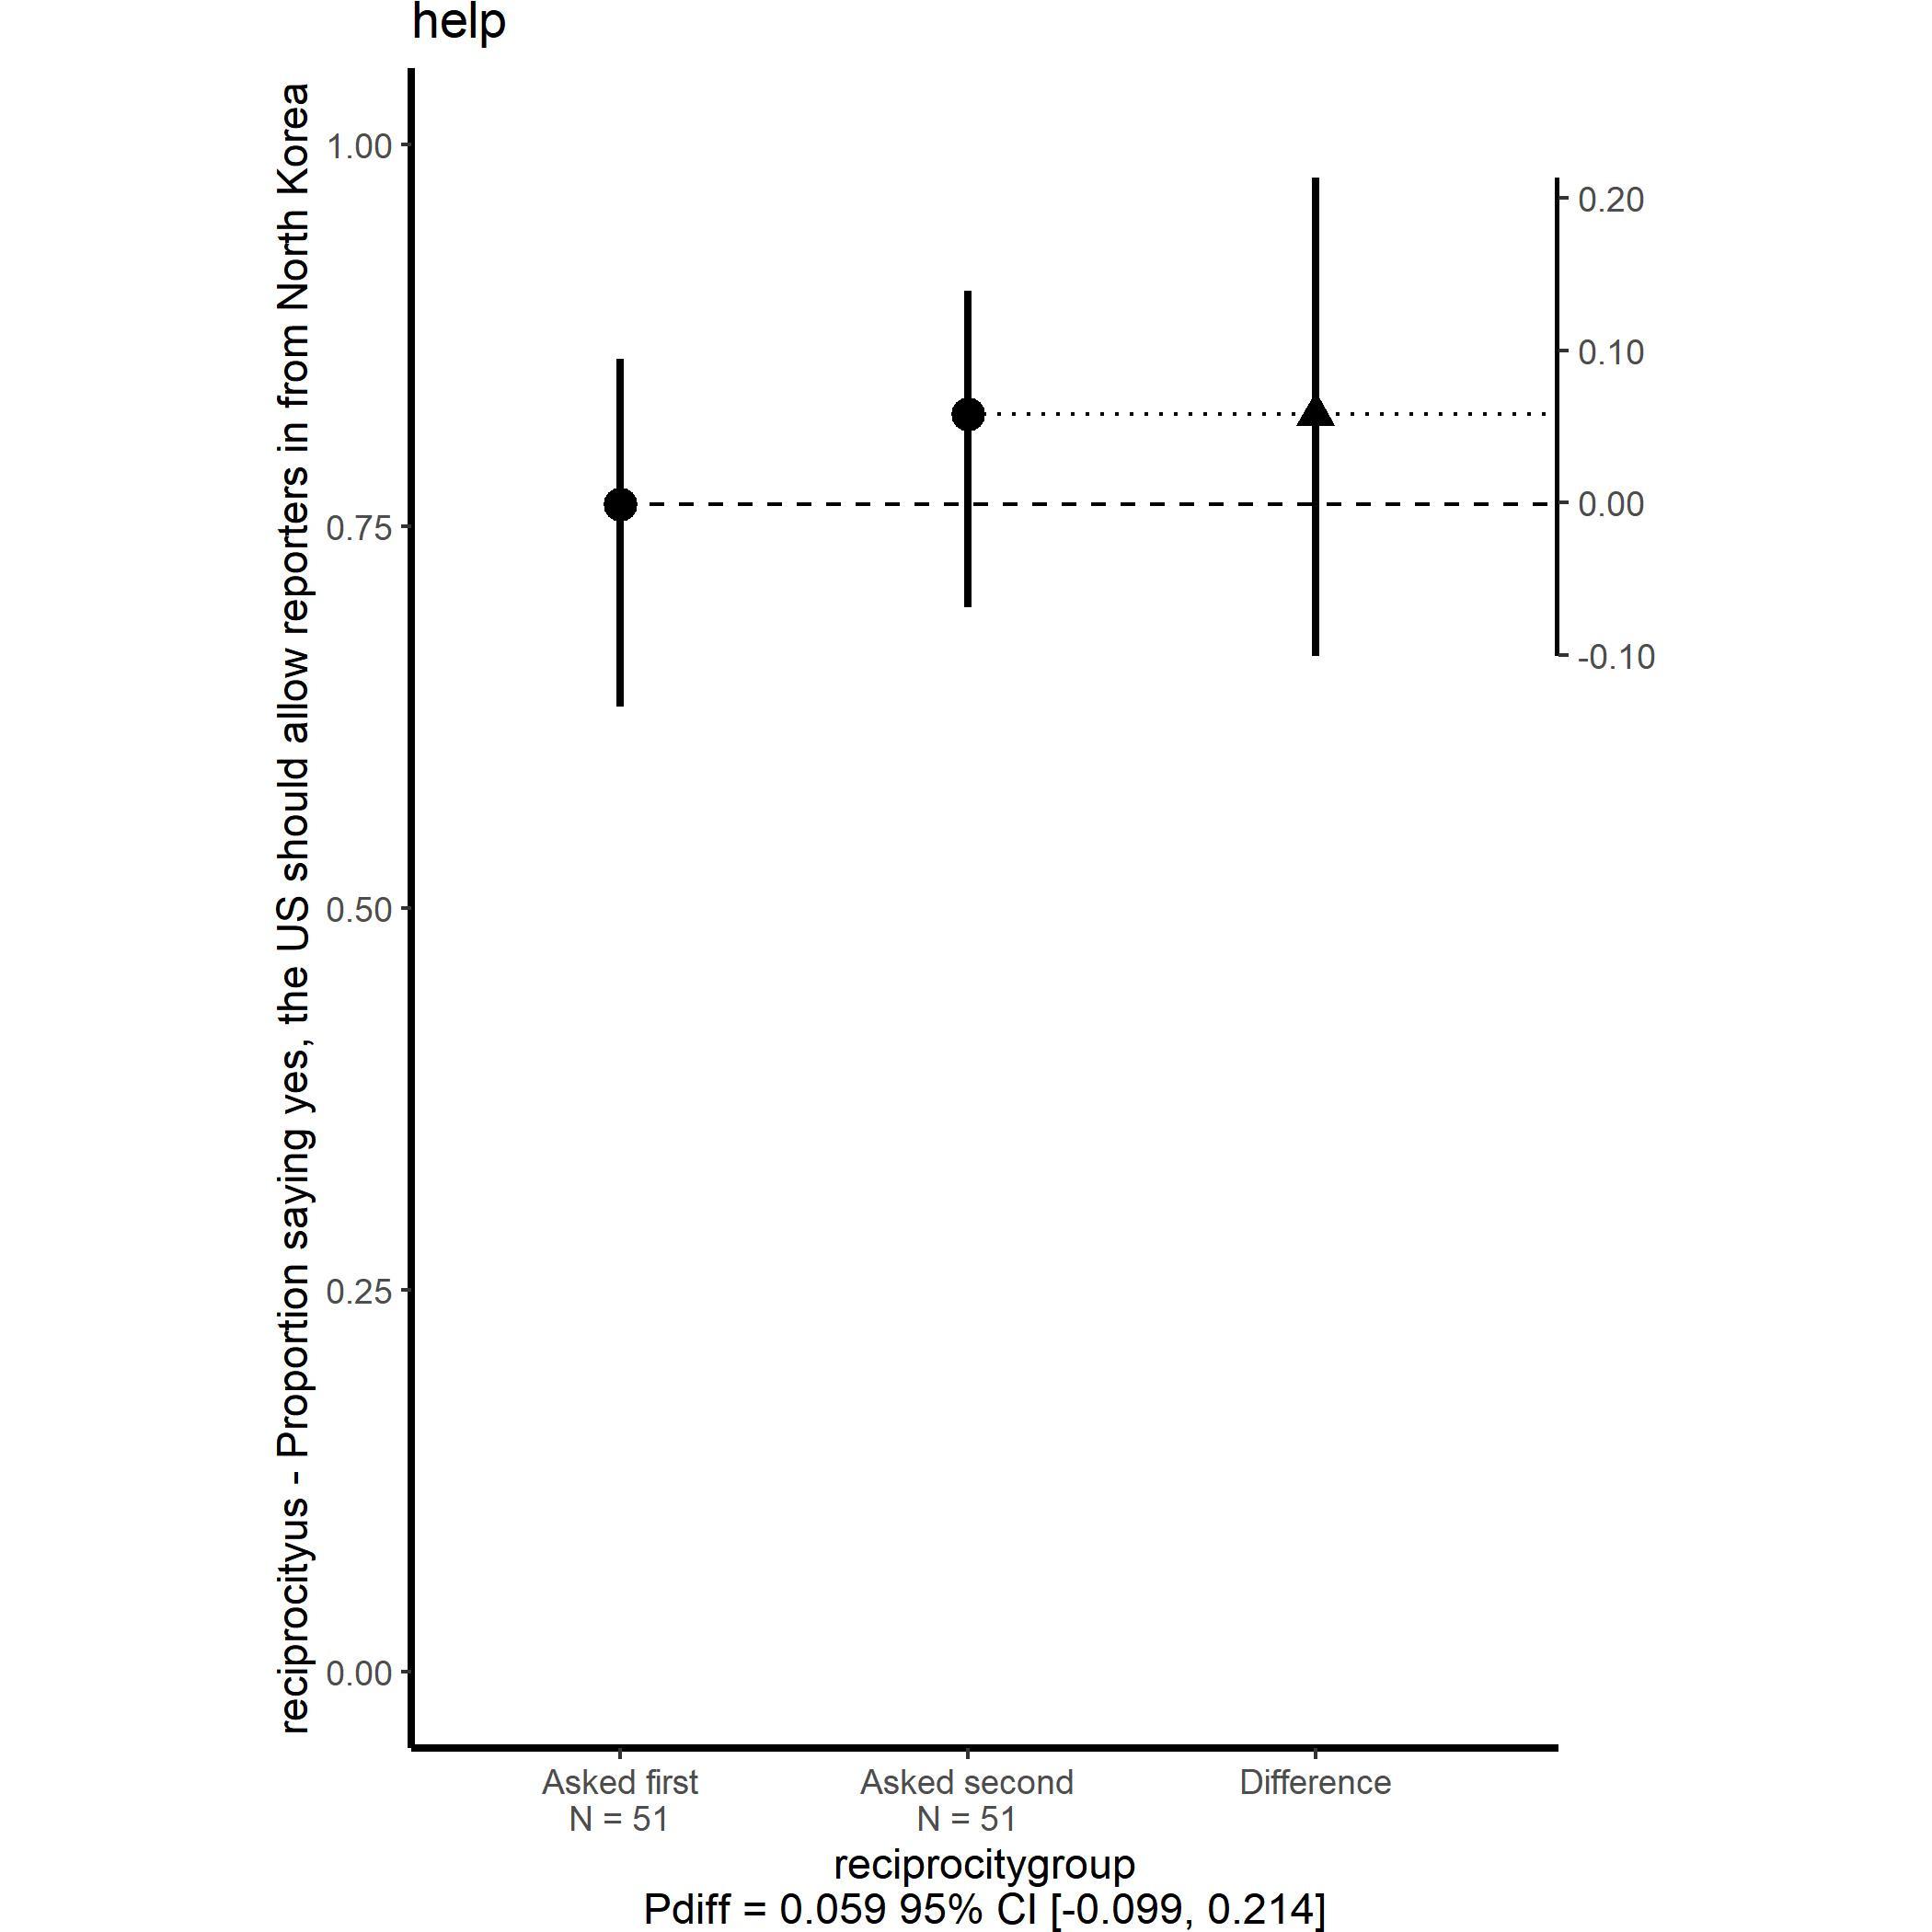 help
reciprocityus - Proportion saying yes, the US should allow reporters in from North Korea
1.00
0.75
0.50
0.25
0.00
0.20
0.10
0.00
-0.10
Asked first
N = 51
Asked second
N = 51
Difference
reciprocitygroup
Pdiff = 0.059 95% CI [-0.099, 0.214]